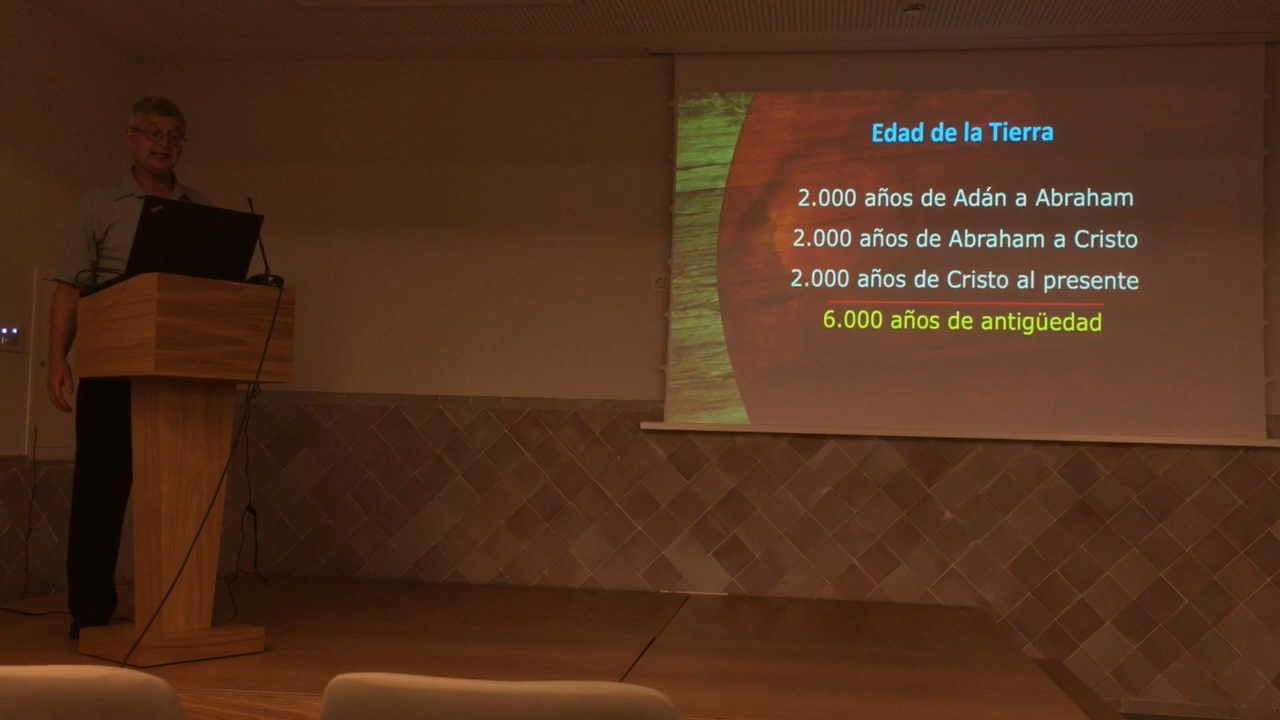 Edad de la Tierra
2.000 años de Adán a Abraham
2.000 años de Abraham a Cristo
2.000 años de Cristo al presente
6.000 años de antigüedad